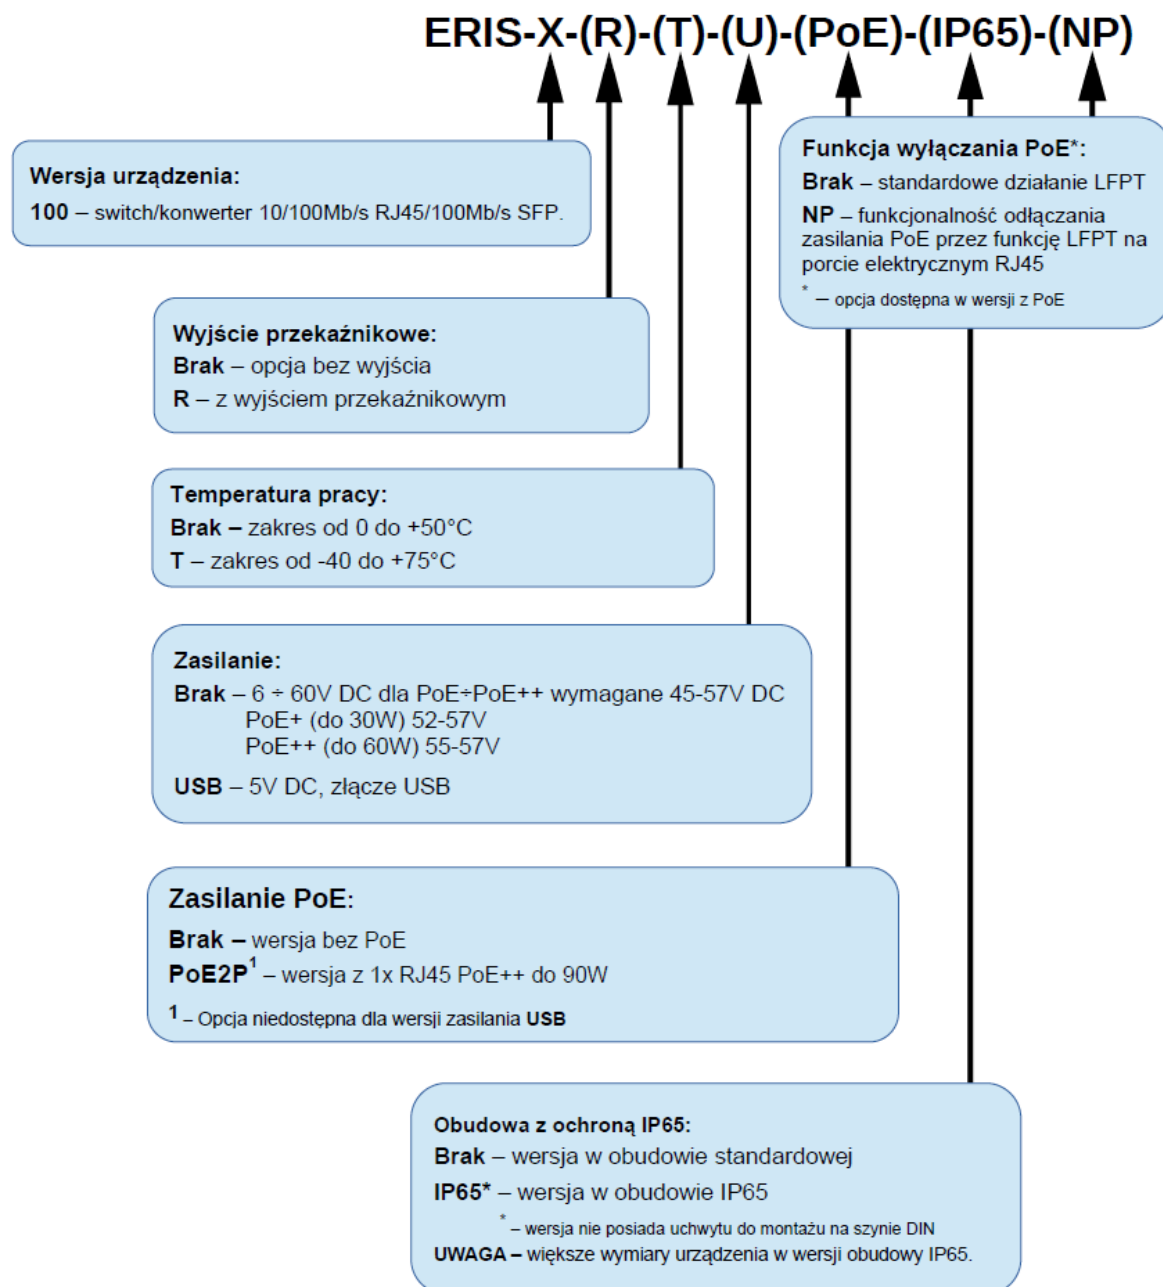 ERIS-X-(R)-(T)-(U)-(PoE)-(IP65)-(NP)
Wersja urządzenia:
100 – switch/konwerter 10/100Mb/s RJ45/100Mb/s SFP.
Funkcja wyłączania PoE*:
Brak – standardowe działanie LFPT
NP – funkcjonalność odłączania
zasilania PoE przez funkcję LFPT na
porcie elektrycznym RJ45
* – opcja dostępna w wersji z PoE
Wyjście przekaźnikowe:
Brak – opcja bez wyjścia
R – z wyjściem przekaźnikowym
Temperatura pracy:
Brak – zakres od 0 do +50°C
T – zakres od -40 do +75°C
Zasilanie:
Brak – 6 ÷ 60V DC dla PoE÷PoE++ wymagane 45-57V DC
PoE+ (do 30W) 52-57V
PoE++ (do 60W) 55-57V
USB – 5V DC, złącze USB
Zasilanie PoE:
Brak – wersja bez PoE
PoE2P¹ – wersja z 1x RJ45 PoE++ do 90W
¹ – Opcja niedostępna dla wersji zasilania USB
Obudowa z ochroną IP65:
Brak – wersja w obudowie standardowej
IP65* – wersja w obudowie IP65
* – wersja nie posiada uchwytu do montażu na szynie DIN
UWAGA – większe wymiary urządzenia w wersji obudowy IP65.